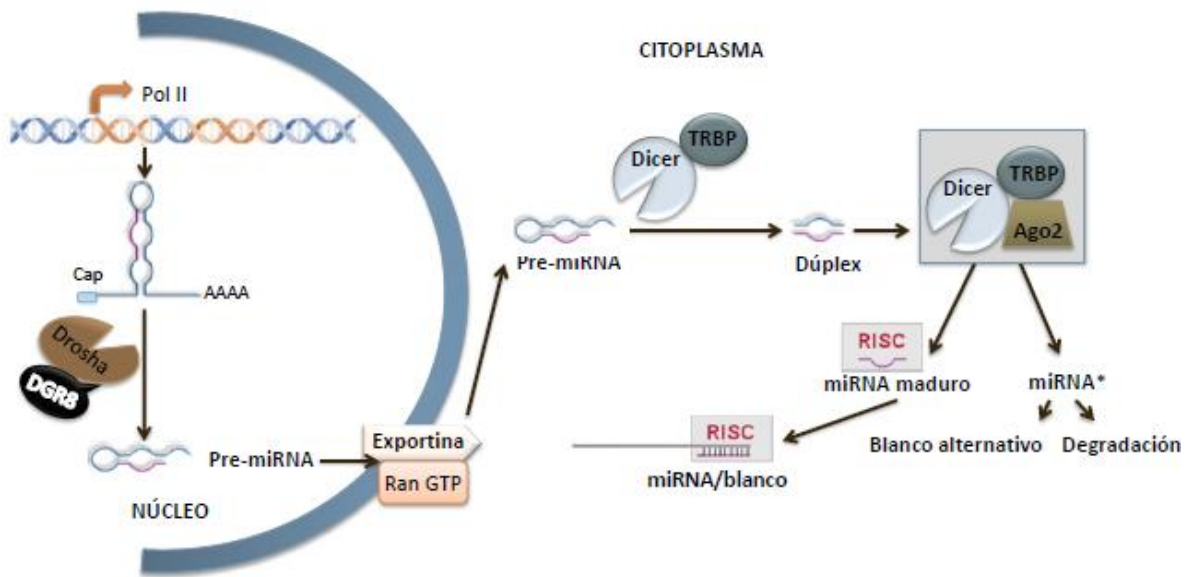 CITOPLASMA
Pol II
Cap
AAAA
Drosha
DGR8
Pre-miRNA
NÚCLEO
Exportina
Ran GTP
Pre-miRNA
Dicer
TRBP
Dúplex
Dicer
TRBP
Ago2
RISC
miRNA maduro
miRNA*
RISC
miRNA/blanco
Blanco alternativo
Degradación